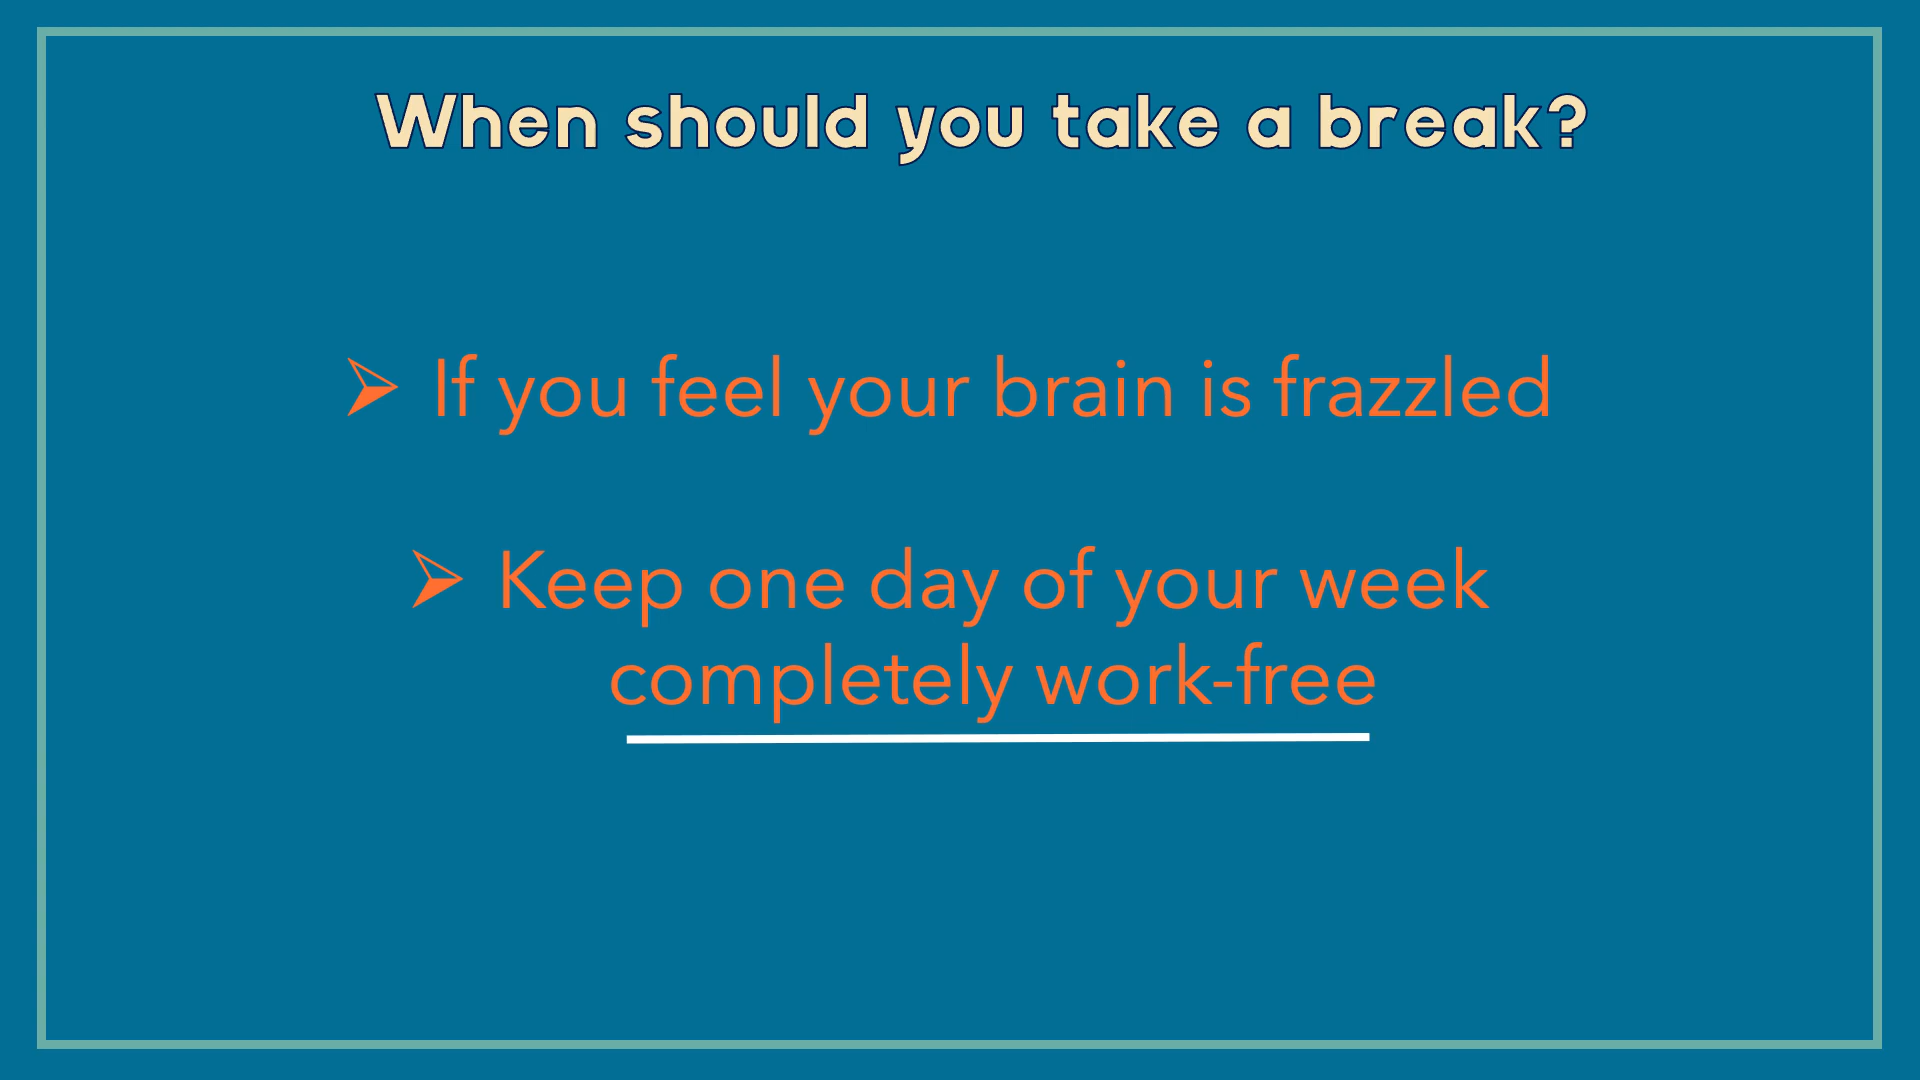 When should you take a break?
➢ If you feel your brain is frazzled
➢ Keep one day of your week
completely work-free